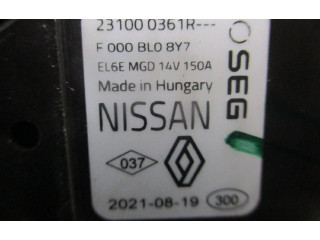 23100 0361R---
F 000 BL0 8Y7
EL6E MGD 14V 150A
Made in Hungary
NISSAN
SEG
037
2021-08-19
300